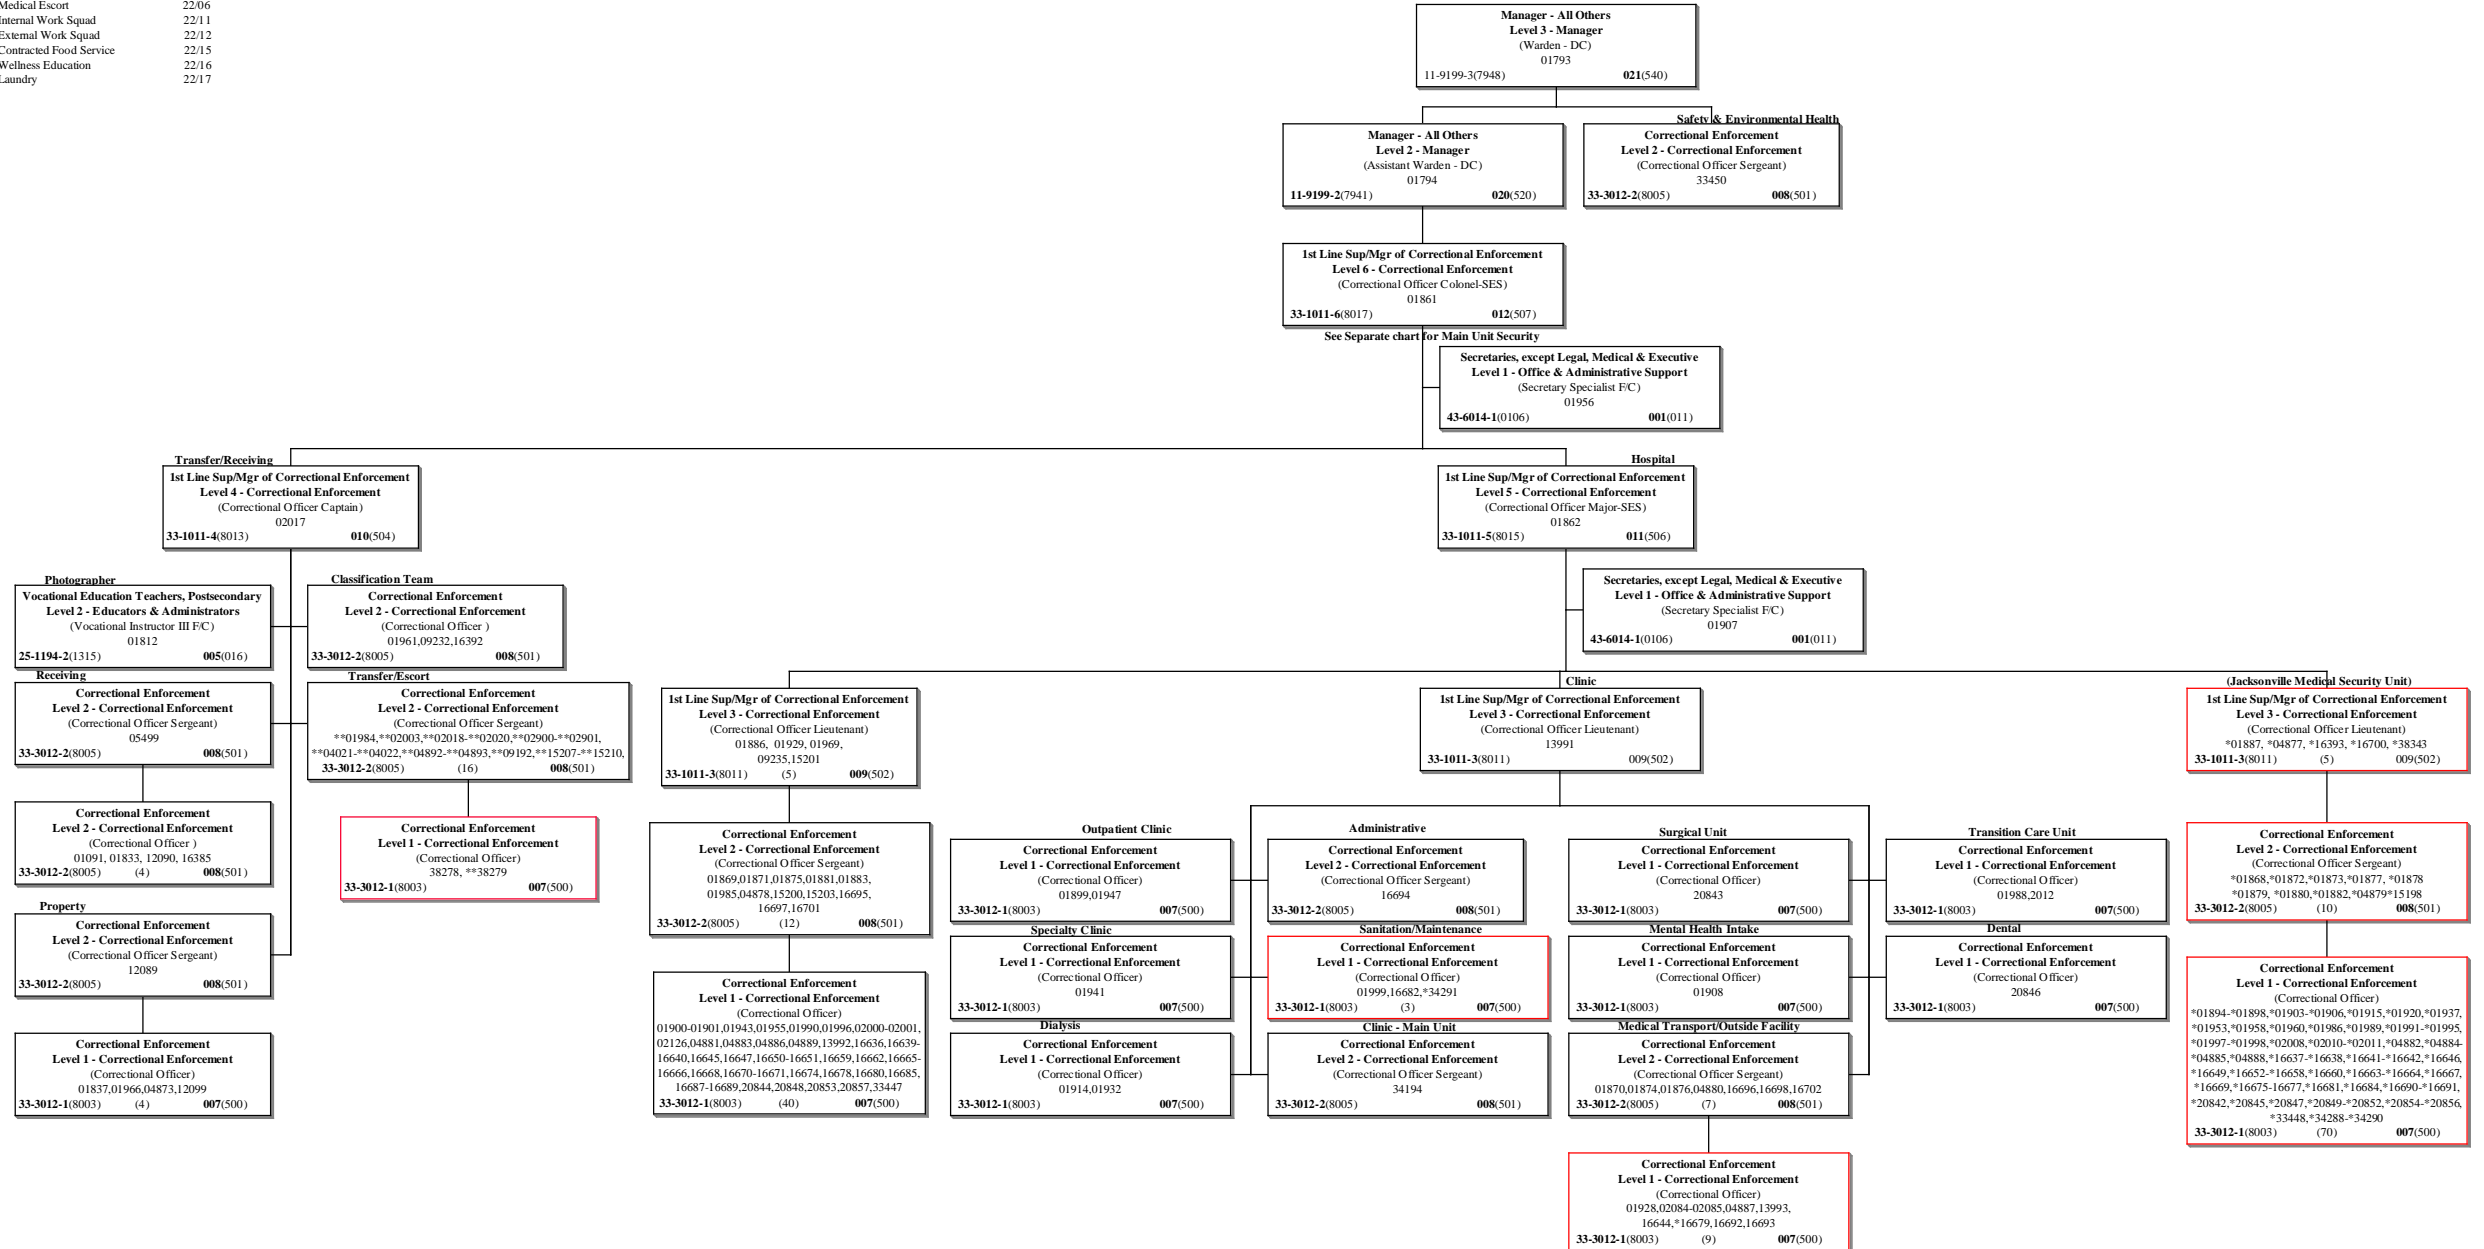 Medical Escort 22/06
Internal Work Squad 22/11
External Work Squad 22/12
Contracted Food Service 22/15
Wellness Education 22/16
Laundry 22/17
Manager - All Others
Level 3 - Manager
(Warden - DC)
01793
11-9199-3(7948) 021(540)
Manager - All Others
Level 2 - Manager
(Assistant Warden - DC)
01794
11-9199-2(7941) 020(520)
Safety & Environmental Health
Correctional Enforcement
Level 2 - Correctional Enforcement
(Correctional Officer Sergeant)
33450
33-3012-2(8005) 008(501)
1st Line Sup/Mgr of Correctional Enforcement
Level 6 - Correctional Enforcement
(Correctional Officer Colonel-SES)
01861
33-1011-6(8017) 012(507)
See Separate chart for Main Unit Security
Secretaries, except Legal, Medical & Executive
Level 1 - Office & Administrative Support
(Secretary Specialist F/C)
01956
43-6014-1(0106) 001(011)
Transfer/Receiving
1st Line Sup/Mgr of Correctional Enforcement
Level 4 - Correctional Enforcement
(Correctional Officer Captain)
02017
33-1011-4(8013) 010(504)
Hospital
1st Line Sup/Mgr of Correctional Enforcement
Level 5 - Correctional Enforcement
(Correctional Officer Major-SES)
01862
33-1011-5(8015) 011(506)
Photographer
Vocational Education Teachers, Postsecondary
Level 2 - Educators & Administrators
(Vocational Instructor III F/C)
01812
25-1194-2(1315) 005(016)
Classification Team
Correctional Enforcement
Level 2 - Correctional Enforcement
(Correctional Officer )
01961,09232,16392
33-3012-2(8005) 008(501)
Secretaries, except Legal, Medical & Executive
Level 1 - Office & Administrative Support
(Secretary Specialist F/C)
01907
43-6014-1(0106) 001(011)
Receiving
Correctional Enforcement
Level 2 - Correctional Enforcement
(Correctional Officer Sergeant)
05499
33-3012-2(8005) 008(501)
Transfer/Escort
Correctional Enforcement
Level 2 - Correctional Enforcement
(Correctional Officer Sergeant)
**01984,**02003,**02018-**02020,**02900-**02901,
**04021-**04022,**04892-**04893,**09192,**15207-**15210,
33-3012-2(8005) (16) 008(501)
1st Line Sup/Mgr of Correctional Enforcement
Level 3 - Correctional Enforcement
(Correctional Officer Lieutenant)
01886, 01929, 01969,
09235,15201
33-1011-3(8011) (5) 009(502)
Clinic
1st Line Sup/Mgr of Correctional Enforcement
Level 3 - Correctional Enforcement
(Correctional Officer Lieutenant)
13991
33-1011-3(8011) 009(502)
(Jacksonville Medical Security Unit)
1st Line Sup/Mgr of Correctional Enforcement
Level 3 - Correctional Enforcement
(Correctional Officer Lieutenant)
*01887, *04877, *16393, *16700, *38343
33-1011-3(8011) (5) 009(502)
Correctional Enforcement
Level 2 - Correctional Enforcement
(Correctional Officer )
01091, 01833, 12090, 16385
33-3012-2(8005) (4) 008(501)
Correctional Enforcement
Level 1 - Correctional Enforcement
(Correctional Officer)
38278, **38279
33-3012-1(8003) 007(500)
Correctional Enforcement
Level 2 - Correctional Enforcement
(Correctional Officer Sergeant)
01869,01871,01875,01881,01883,
01985,04878,15200,15203,16695,
16697,16701
33-3012-2(8005) (12) 008(501)
Outpatient Clinic
Correctional Enforcement
Level 1 - Correctional Enforcement
(Correctional Officer)
01899,01947
33-3012-1(8003) 007(500)
Administrative
Correctional Enforcement
Level 2 - Correctional Enforcement
(Correctional Officer Sergeant)
16694
33-3012-2(8005) 008(501)
Surgical Unit
Correctional Enforcement
Level 1 - Correctional Enforcement
(Correctional Officer)
20843
33-3012-1(8003) 007(500)
Transition Care Unit
Correctional Enforcement
Level 1 - Correctional Enforcement
(Correctional Officer)
01988,2012
33-3012-1(8003) 007(500)
Correctional Enforcement
Level 2 - Correctional Enforcement
(Correctional Officer Sergeant)
*01868,*01872,*01873,*01877, *01878
*01879, *01880,*01882,*04879*15198
33-3012-2(8005) (10) 008(501)
Property
Correctional Enforcement
Level 2 - Correctional Enforcement
(Correctional Officer Sergeant)
12089
33-3012-2(8005) 008(501)
Specialty Clinic
Correctional Enforcement
Level 1 - Correctional Enforcement
(Correctional Officer)
01941
33-3012-1(8003) 007(500)
Sanitation/Maintenance
Correctional Enforcement
Level 1 - Correctional Enforcement
(Correctional Officer)
01999,16682,*34291
33-3012-1(8003) (3) 007(500)
Mental Health Intake
Correctional Enforcement
Level 1 - Correctional Enforcement
(Correctional Officer)
01908
33-3012-1(8003) 007(500)
Dental
Correctional Enforcement
Level 1 - Correctional Enforcement
(Correctional Officer)
20846
33-3012-1(8003) 007(500)
Correctional Enforcement
Level 1 - Correctional Enforcement
(Correctional Officer)
01900-01901,01943,01955,01990,01996,02000-02001,
02126,04881,04883,04886,04889,13992,16636,16639-
16640,16645,16647,16650-16651,16659,16662,16665-
16666,16668,16670-16671,16674,16678,16680,16685,
16687-16689,20844,20848,20853,20857,33447
33-3012-1(8003) (40) 007(500)
Correctional Enforcement
Level 1 - Correctional Enforcement
(Correctional Officer)
*01894-*01898,*01903-*01906,*01915,*01920,*01937,
*01953,*01958,*01960,*01986,*01989,*01991-*01995,
*01997-*01998,*02008,*02010-*02011,*04882,*04884-
*04885,*04888,*16637-*16638,*16641-*16642,*16646,
*16649,*16652-*16658,*16660,*16663-*16664,*16667,
*16669,*16675-16677,*16681,*16684,*16690-*16691,
*20842,*20845,*20847,*20849-*20852,*20854-*20856,
*33448,*34288-*34290
33-3012-1(8003) (70) 007(500)
Correctional Enforcement
Level 1 - Correctional Enforcement
(Correctional Officer)
01837,01966,04873,12099
33-3012-1(8003) (4) 007(500)
Dialysis
Correctional Enforcement
Level 1 - Correctional Enforcement
(Correctional Officer)
01914,01932
33-3012-1(8003) 007(500)
Clinic - Main Unit
Correctional Enforcement
Level 2 - Correctional Enforcement
(Correctional Officer Sergeant)
34194
33-3012-2(8005) 008(501)
Medical Transport/Outside Facility
Correctional Enforcement
Level 2 - Correctional Enforcement
(Correctional Officer Sergeant)
01870,01874,01876,04880,16696,16698,16702
33-3012-2(8005) (7) 008(501)
Correctional Enforcement
Level 1 - Correctional Enforcement
(Correctional Officer)
01928,02084-02085,04887,13993,
16644,*16679,16692,16693
33-3012-1(8003) (9) 007(500)